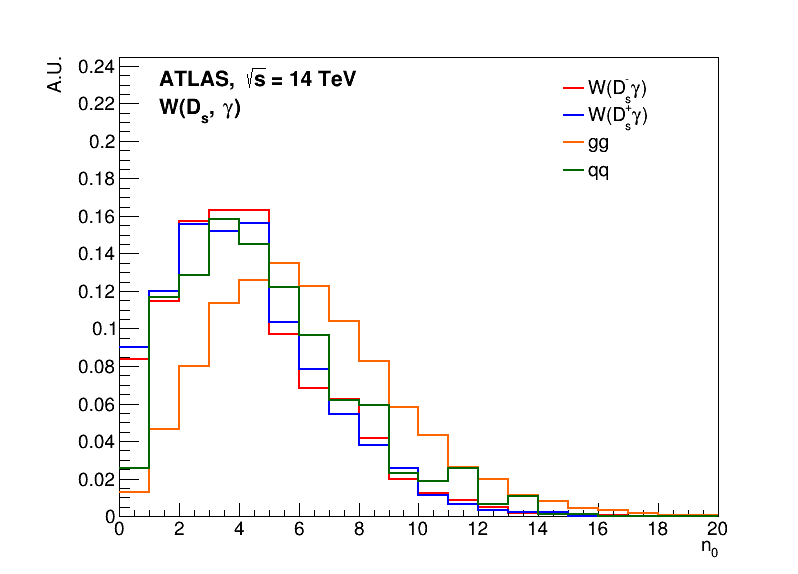 A.U.
ATLAS, √s = 14 TeV
W(D_s, γ)
W(D_s^-γ)
W(D_s^+γ)
gg
qq
0.24
0.22
0.2
0.18
0.16
0.14
0.12
0.1
0.08
0.06
0.04
0.02
0
0 2 4 6 8 10 12 14 16 18 20
n_0